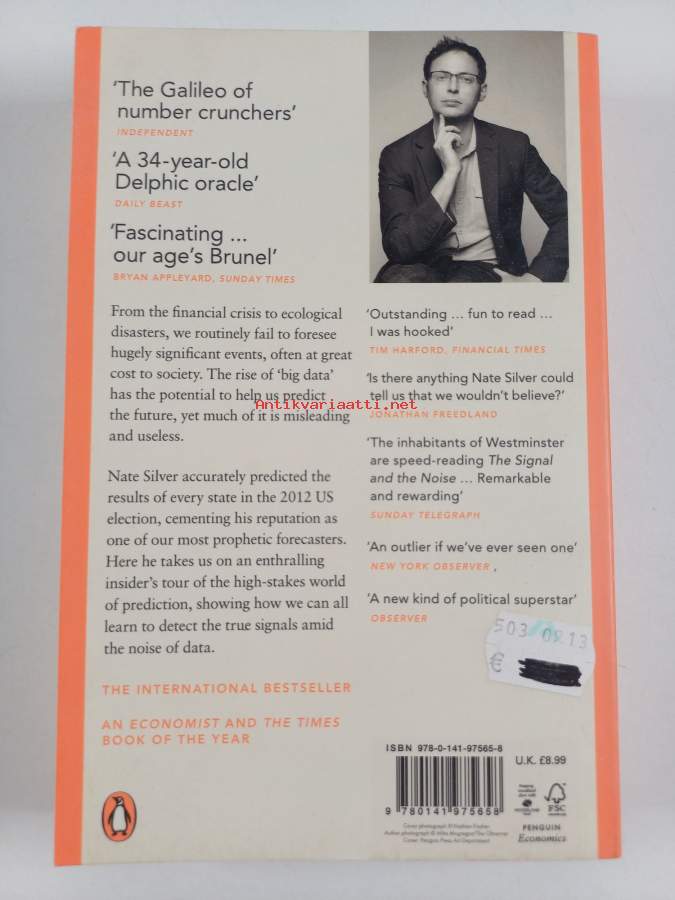 ‘The Galileo of
number crunchers’
INDEPENDENT
‘A 34-year-old
Delphic oracle’
DAILY BEAST
‘Fascinating ...
our age’s Brunel’
BRYAN APPLEYARD, SUNDAY TIMES
From the financial crisis to ecological
disasters, we routinely fail to foresee
hugely significant events, often at great
cost to society. The rise of ‘big data’
has the potential to help us predict
the future, yet much of it is misleading
and useless.
Nate Silver accurately predicted the
results of every state in the 2012 US
election, cementing his reputation as
one of our most prophetic forecasters.
Here he takes us on an enthralling
insider’s tour of the high-stakes world
of prediction, showing how we can all
learn to detect the true signals amid
the noise of data.
THE INTERNATIONAL BESTSELLER
AN ECONOMIST AND THE TIMES
BOOK OF THE YEAR
‘Outstanding ... fun to read ...
I was hooked’
TIM HARFORD, FINANCIAL TIMES
‘Is there anything Nate Silver could
tell us that we wouldn’t believe?’
JONATHAN FREEDLAND
‘The inhabitants of Westminster
are speed-reading The Signal
and the Noise ... Remarkable
and rewarding’
SUNDAY TELEGRAPH
‘An outlier if we’ve ever seen one’
NEW YORK OBSERVER
‘A new kind of political superstar’
OBSERVER
Antikvariaatti.net
503 09.13
€
ISBN 978-0-141-97565-8
9 780141 975658
U.K. £8.99
FSC
PENGUIN
Economics
Cover: Penguin Press Art Department